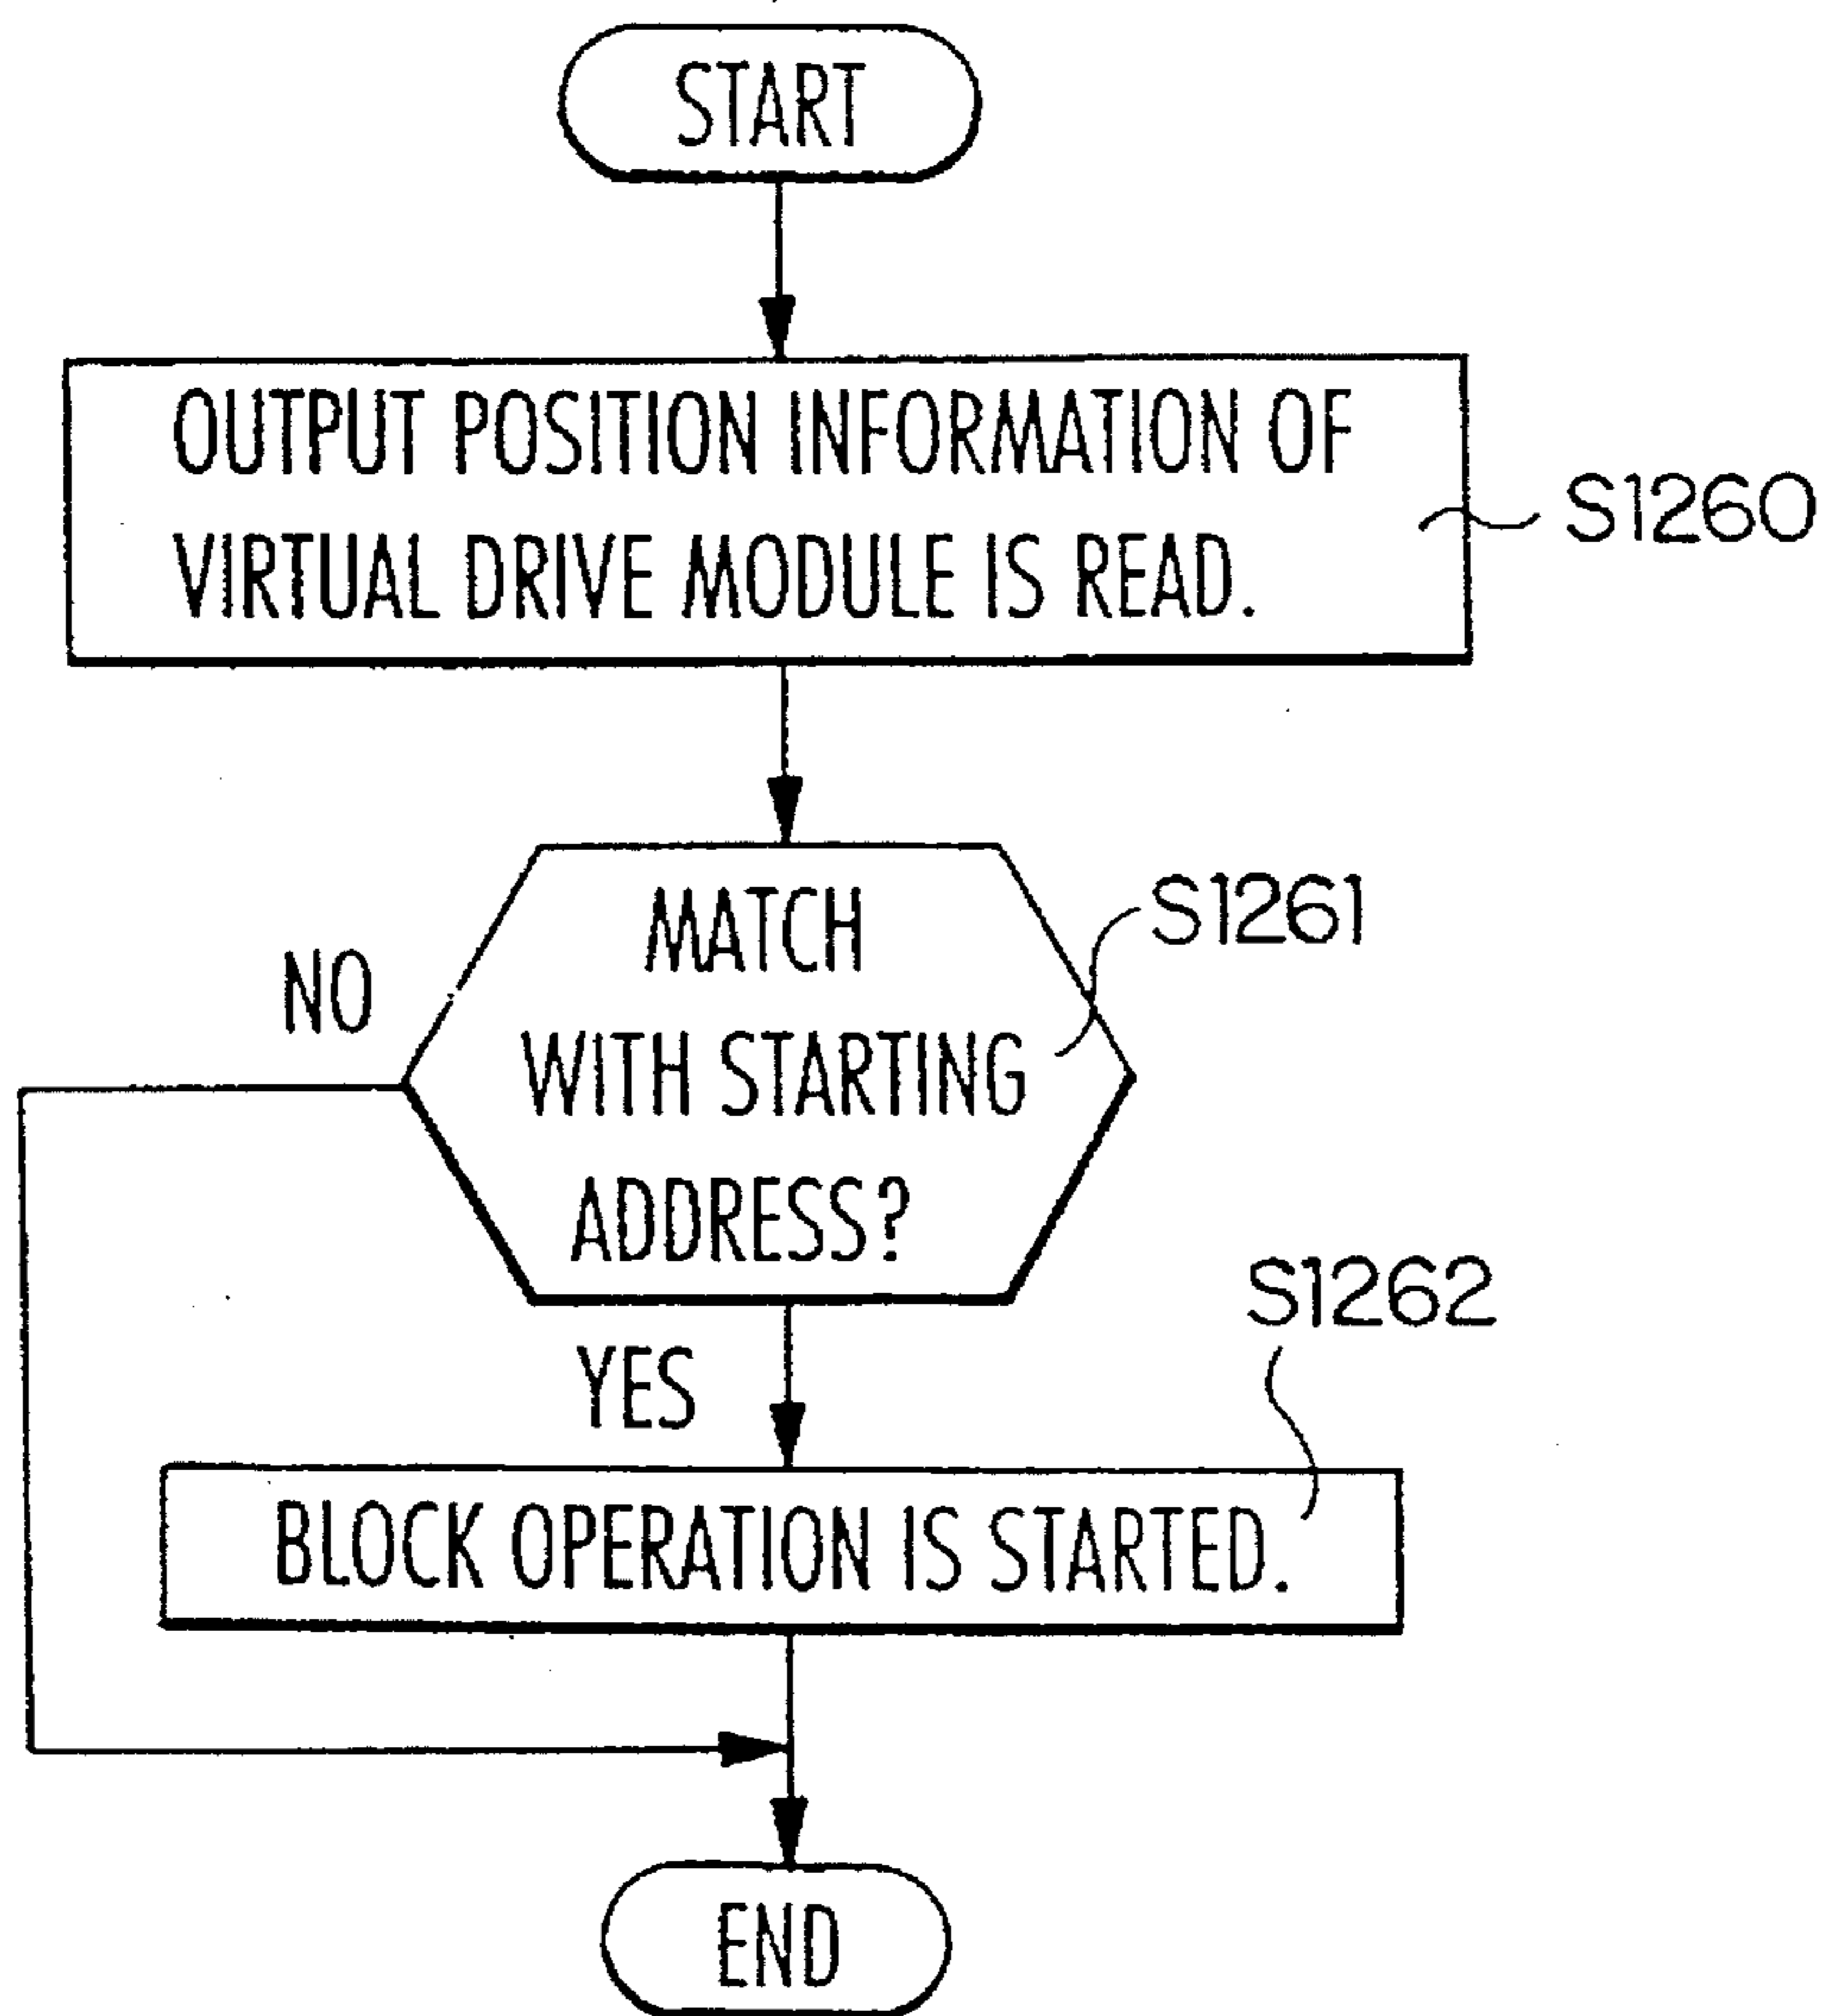 START
OUTPUT POSITION INFORMATION OF
VIRTUAL DRIVE MODULE IS READ.
S1260
MATCH
WITH STARTING
ADDRESS?
S1261
NO
YES
S1262
BLOCK OPERATION IS STARTED.
END